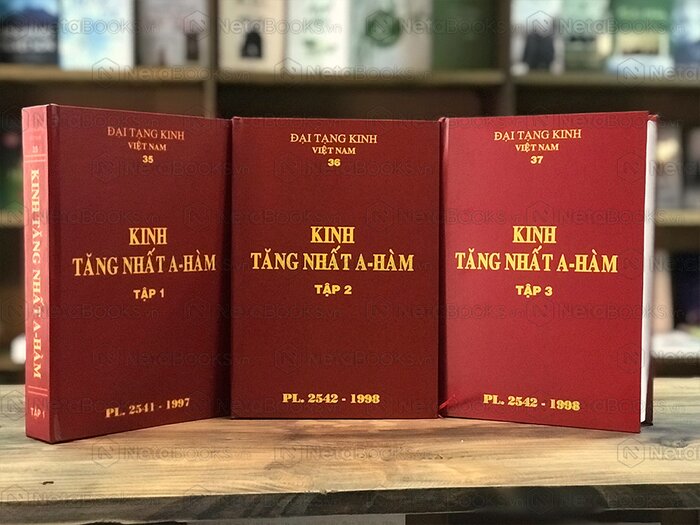 KINH TĂNG NHẤT A-HÀM
TẬP 1
ĐẠI TẠNG KINH
VIỆT NAM
35
KINH
TĂNG NHẤT A-HÀM
TẬP 1
PL. 2541 - 1997
ĐẠI TẠNG KINH
VIỆT NAM
36
KINH
TĂNG NHẤT A-HÀM
TẬP 2
PL. 2542 - 1998
ĐẠI TẠNG KINH
VIỆT NAM
37
KINH
TĂNG NHẤT A-HÀM
TẬP 3
PL. 2542 - 1998
NetaBooks.vn